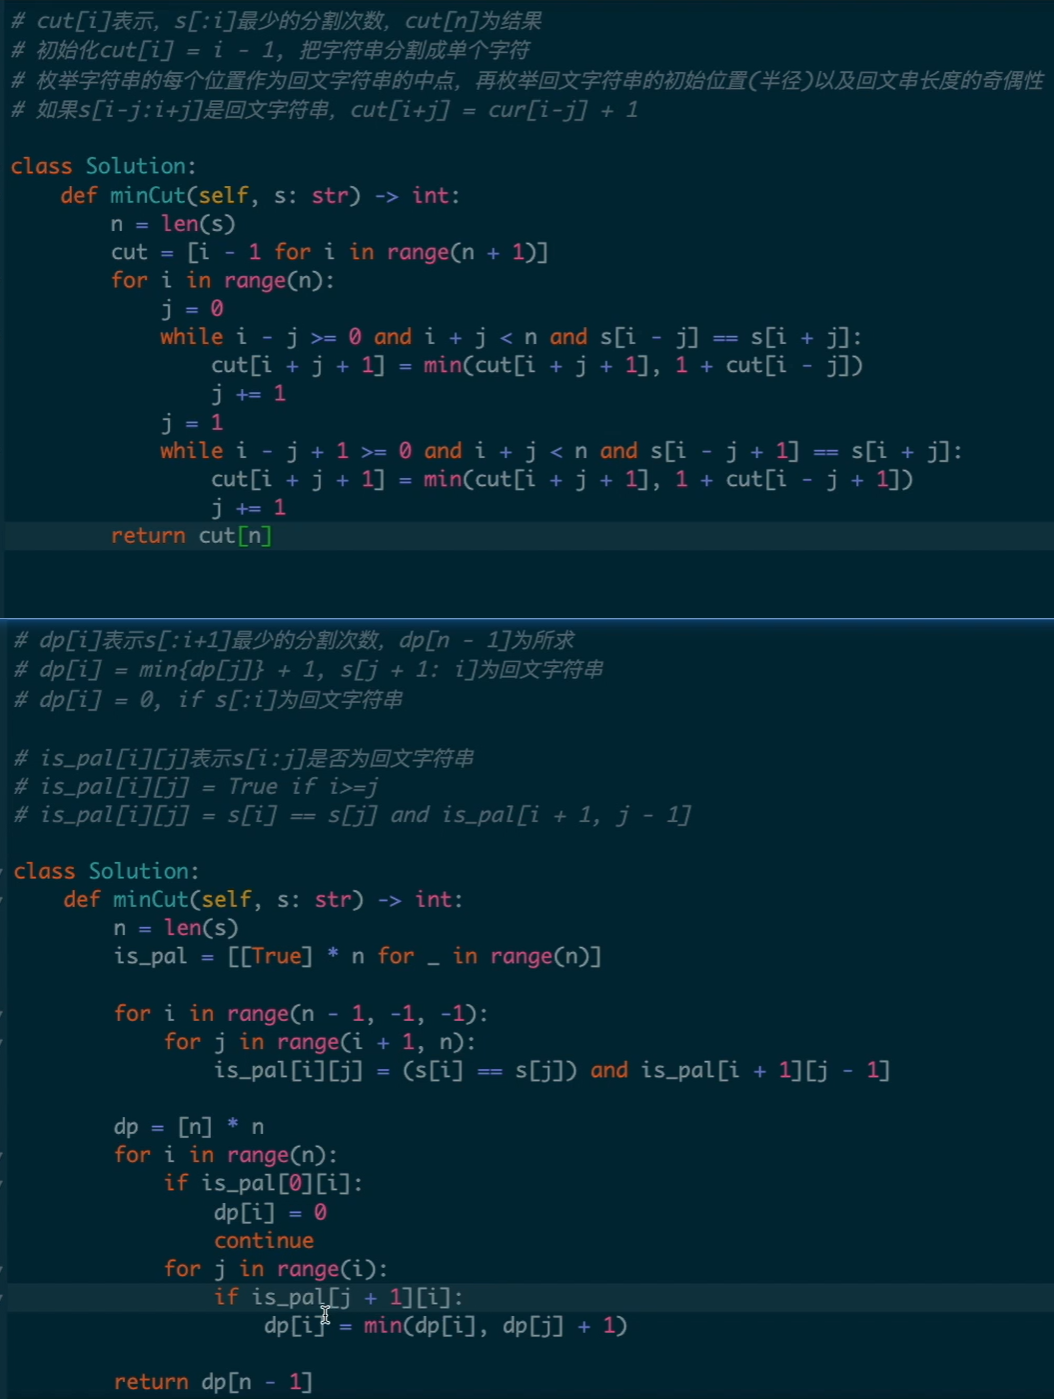 # cut[i]表示, s[:i]最少的分割次数, cut[n]为结果
# 初始化cut[i] = i - 1, 把字符串分割成单个字符
# 枚举字符串的每个位置作为回文字符串的中点, 再枚举回文字符串的初始位置(半径)以及回文串长度的奇偶性
# 如果s[i-j:i+j]是回文字符串, cut[i+j] = cur[i-j] + 1
class Solution:
    def minCut(self, s: str) -> int:
        n = len(s)
        cut = [i - 1 for i in range(n + 1)]
        for i in range(n):
            j = 0
            while i - j >= 0 and i + j < n and s[i - j] == s[i + j]:
                cut[i + j + 1] = min(cut[i + j + 1], 1 + cut[i - j])
                j += 1
            j = 1
            while i - j + 1 >= 0 and i + j < n and s[i - j + 1] == s[i + j]:
                cut[i + j + 1] = min(cut[i + j + 1], 1 + cut[i - j + 1])
                j += 1
        return cut[n]
# dp[i]表示s[:i+1]最少的分割次数, dp[n - 1]为所求
# dp[i] = min{dp[j]} + 1, s[j + 1: i]为回文字符串
# dp[i] = 0, if s[:i]为回文字符串
# is_pal[i][j]表示s[i:j]是否为回文字符串
# is_pal[i][j] = True if i>=j
# is_pal[i][j] = s[i] == s[j] and is_pal[i + 1, j - 1]
class Solution:
    def minCut(self, s: str) -> int:
        n = len(s)
        is_pal = [[True] * n for _ in range(n)]
        for i in range(n - 1, -1, -1):
            for j in range(i + 1, n):
                is_pal[i][j] = (s[i] == s[j]) and is_pal[i + 1][j - 1]
        dp = [n] * n
        for i in range(n):
            if is_pal[0][i]:
                dp[i] = 0
                continue
            for j in range(i):
                if is_pal[j + 1][i]:
                    dp[i] = min(dp[i], dp[j] + 1)
        return dp[n - 1]